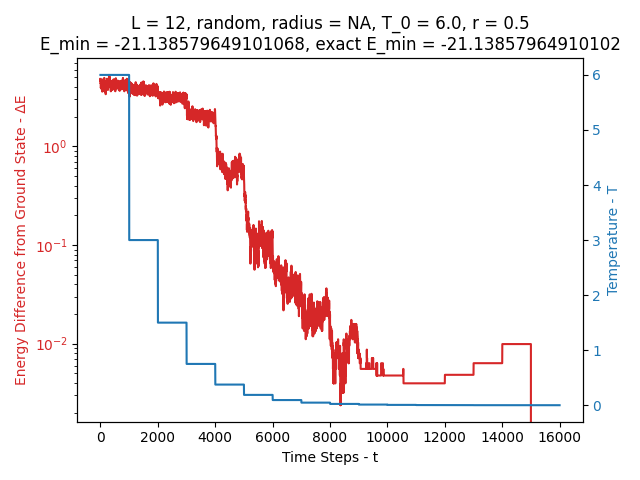 L = 12, random, radius = NA, T_0 = 6.0, r = 0.5
E_min = -21.138579649101068, exact E_min = -21.13857964910102
Energy Difference from Ground State - ΔE
10⁰
10⁻¹
10⁻²
6
5
4
3
2
1
0
Temperature - T
0 2000 4000 6000 8000 10000 12000 14000 16000
Time Steps - t